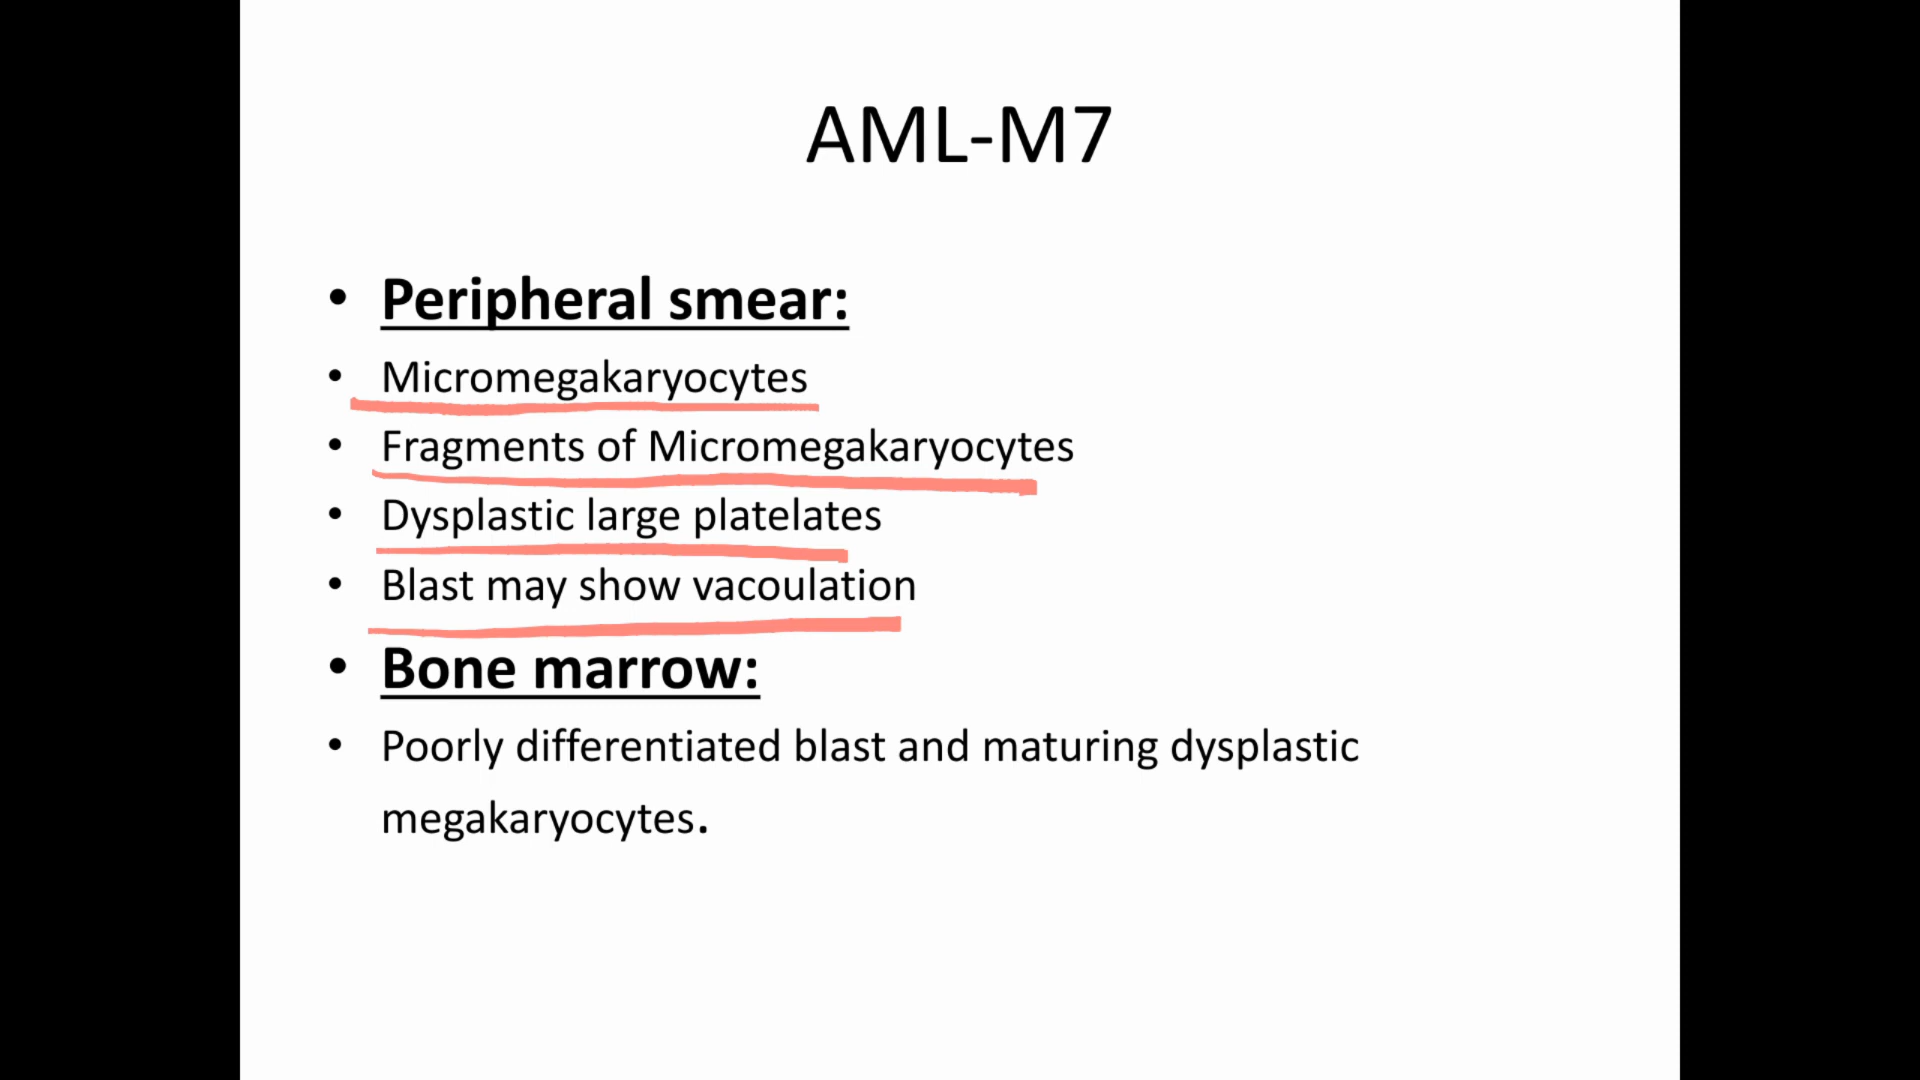 AML-M7
• Peripheral smear:
• Micromegakaryocytes
• Fragments of Micromegakaryocytes
• Dysplastic large platelates
• Blast may show vacoulation
• Bone marrow:
• Poorly differentiated blast and maturing dysplastic
megakaryocytes.